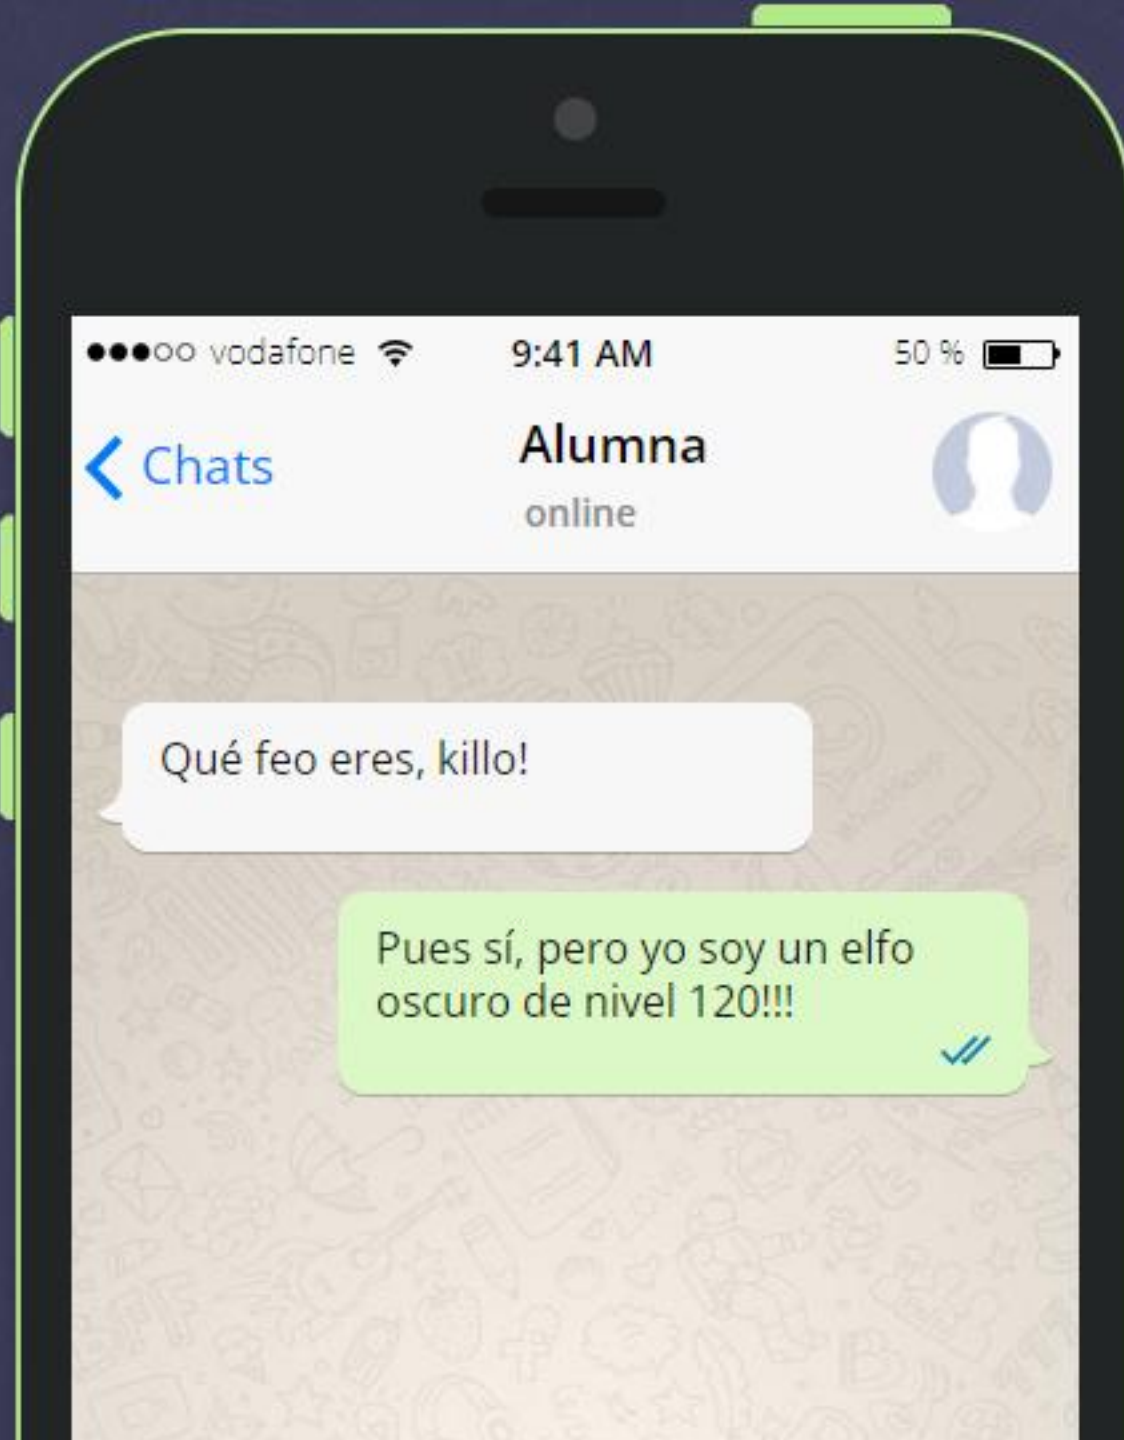 vodafone 9:41 AM 50 %
Chats Alumna
online
Qué feo eres, killo!
Pues sí, pero yo soy un elfo
oscuro de nivel 120!!!